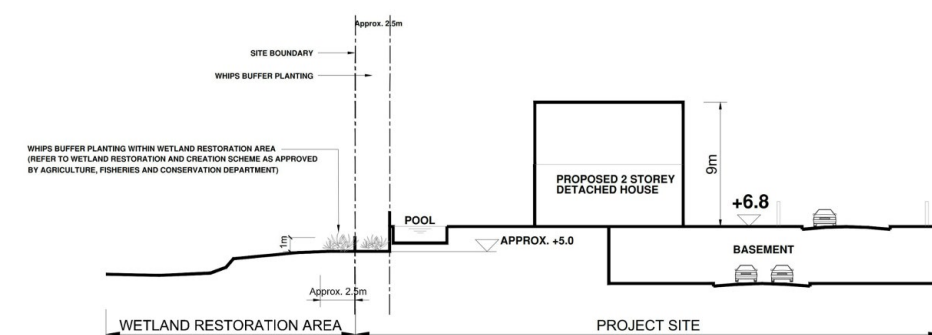 Approx. 2.5m
SITE BOUNDARY
WHIPS BUFFER PLANTING
WHIPS BUFFER PLANTING WITHIN WETLAND RESTORATION AREA
(REFER TO WETLAND RESTORATION AND CREATION SCHEME AS APPROVED
BY AGRICULTURE, FISHERIES AND CONSERVATION DEPARTMENT)
1m
POOL
PROPOSED 2 STOREY
DETACHED HOUSE
9m
+6.8
APPROX. +5.0
BASEMENT
Approx. 2.5m
WETLAND RESTORATION AREA
PROJECT SITE